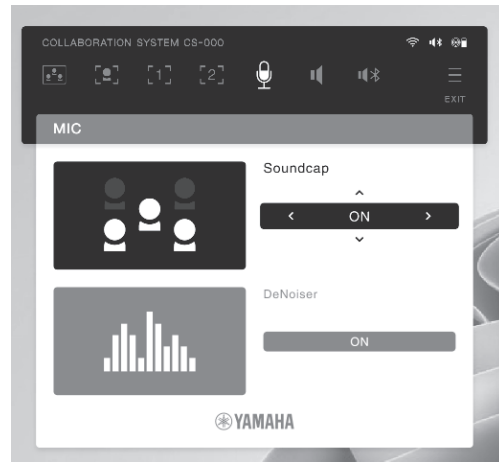 COLLABORATION SYSTEM CS-000
1
2
EXIT
MIC
Soundcap
ON
DeNoiser
ON
YAMAHA